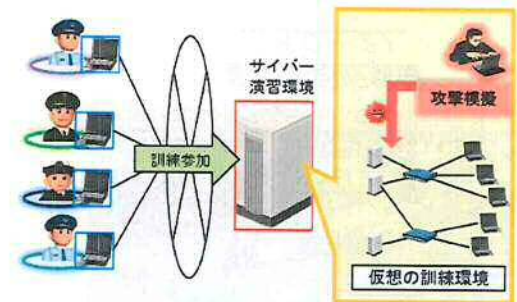 サイバー
演習環境
訓練参加
攻撃模擬
仮想の訓練環境